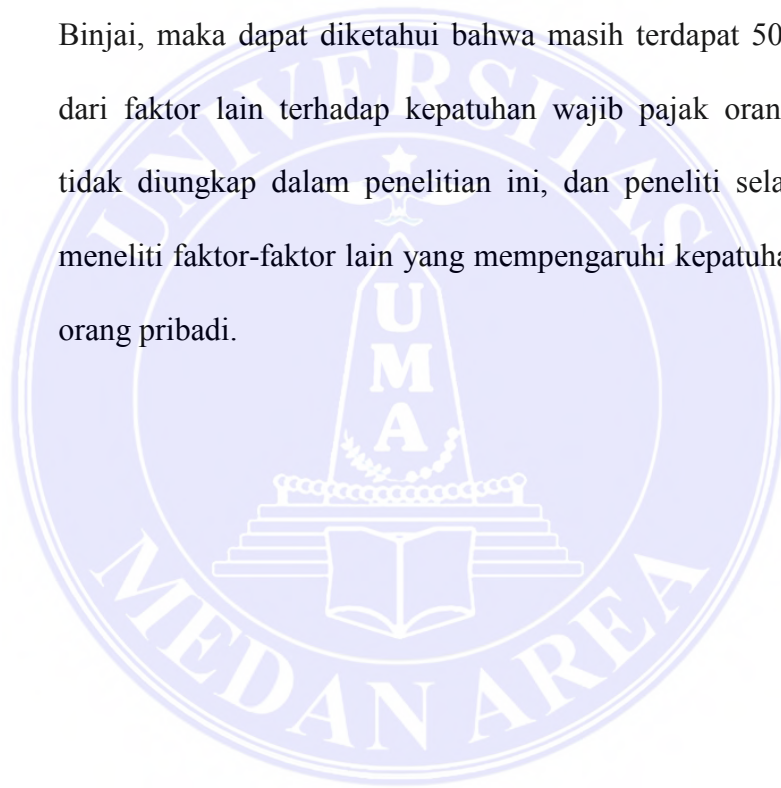 Binjai, maka dapat diketahui bahwa masih terdapat 50
dari faktor lain terhadap kepatuhan wajib pajak oran
tidak diungkap dalam penelitian ini, dan peneliti sela
meneliti faktor-faktor lain yang mempengaruhi kepatuha
orang pribadi.
UNIVERSITAS
UMA
MEDAN AREA